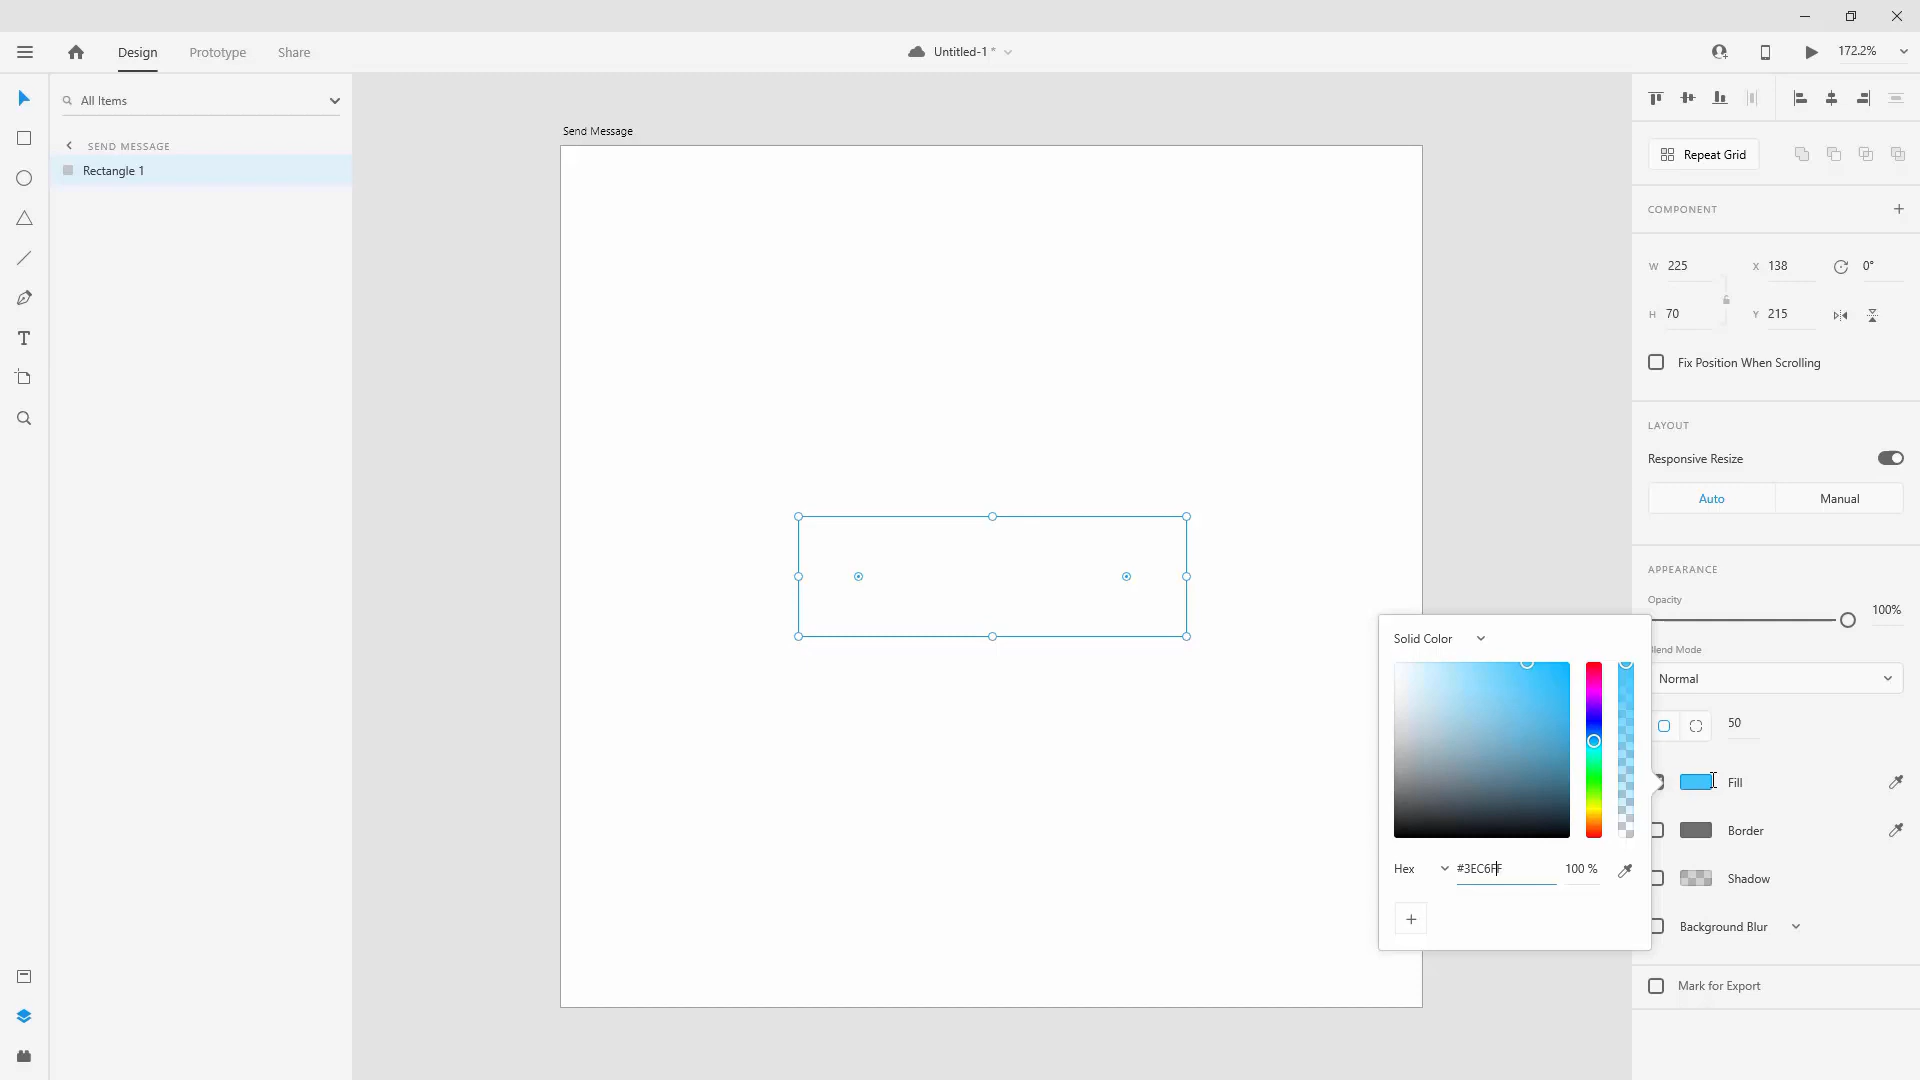 Design
Prototype
Share
Untitled-1 *
172.2%
All Items
SEND MESSAGE
Rectangle 1
Send Message
Repeat Grid
COMPONENT
W 225
X 138
0°
H 70
Y 215
Fix Position When Scrolling
LAYOUT
Responsive Resize
Auto
Manual
APPEARANCE
Opacity
100%
Blend Mode
Normal
50
Fill
Border
Shadow
Background Blur
Mark for Export
Solid Color
Hex
#3EC6FF
100 %